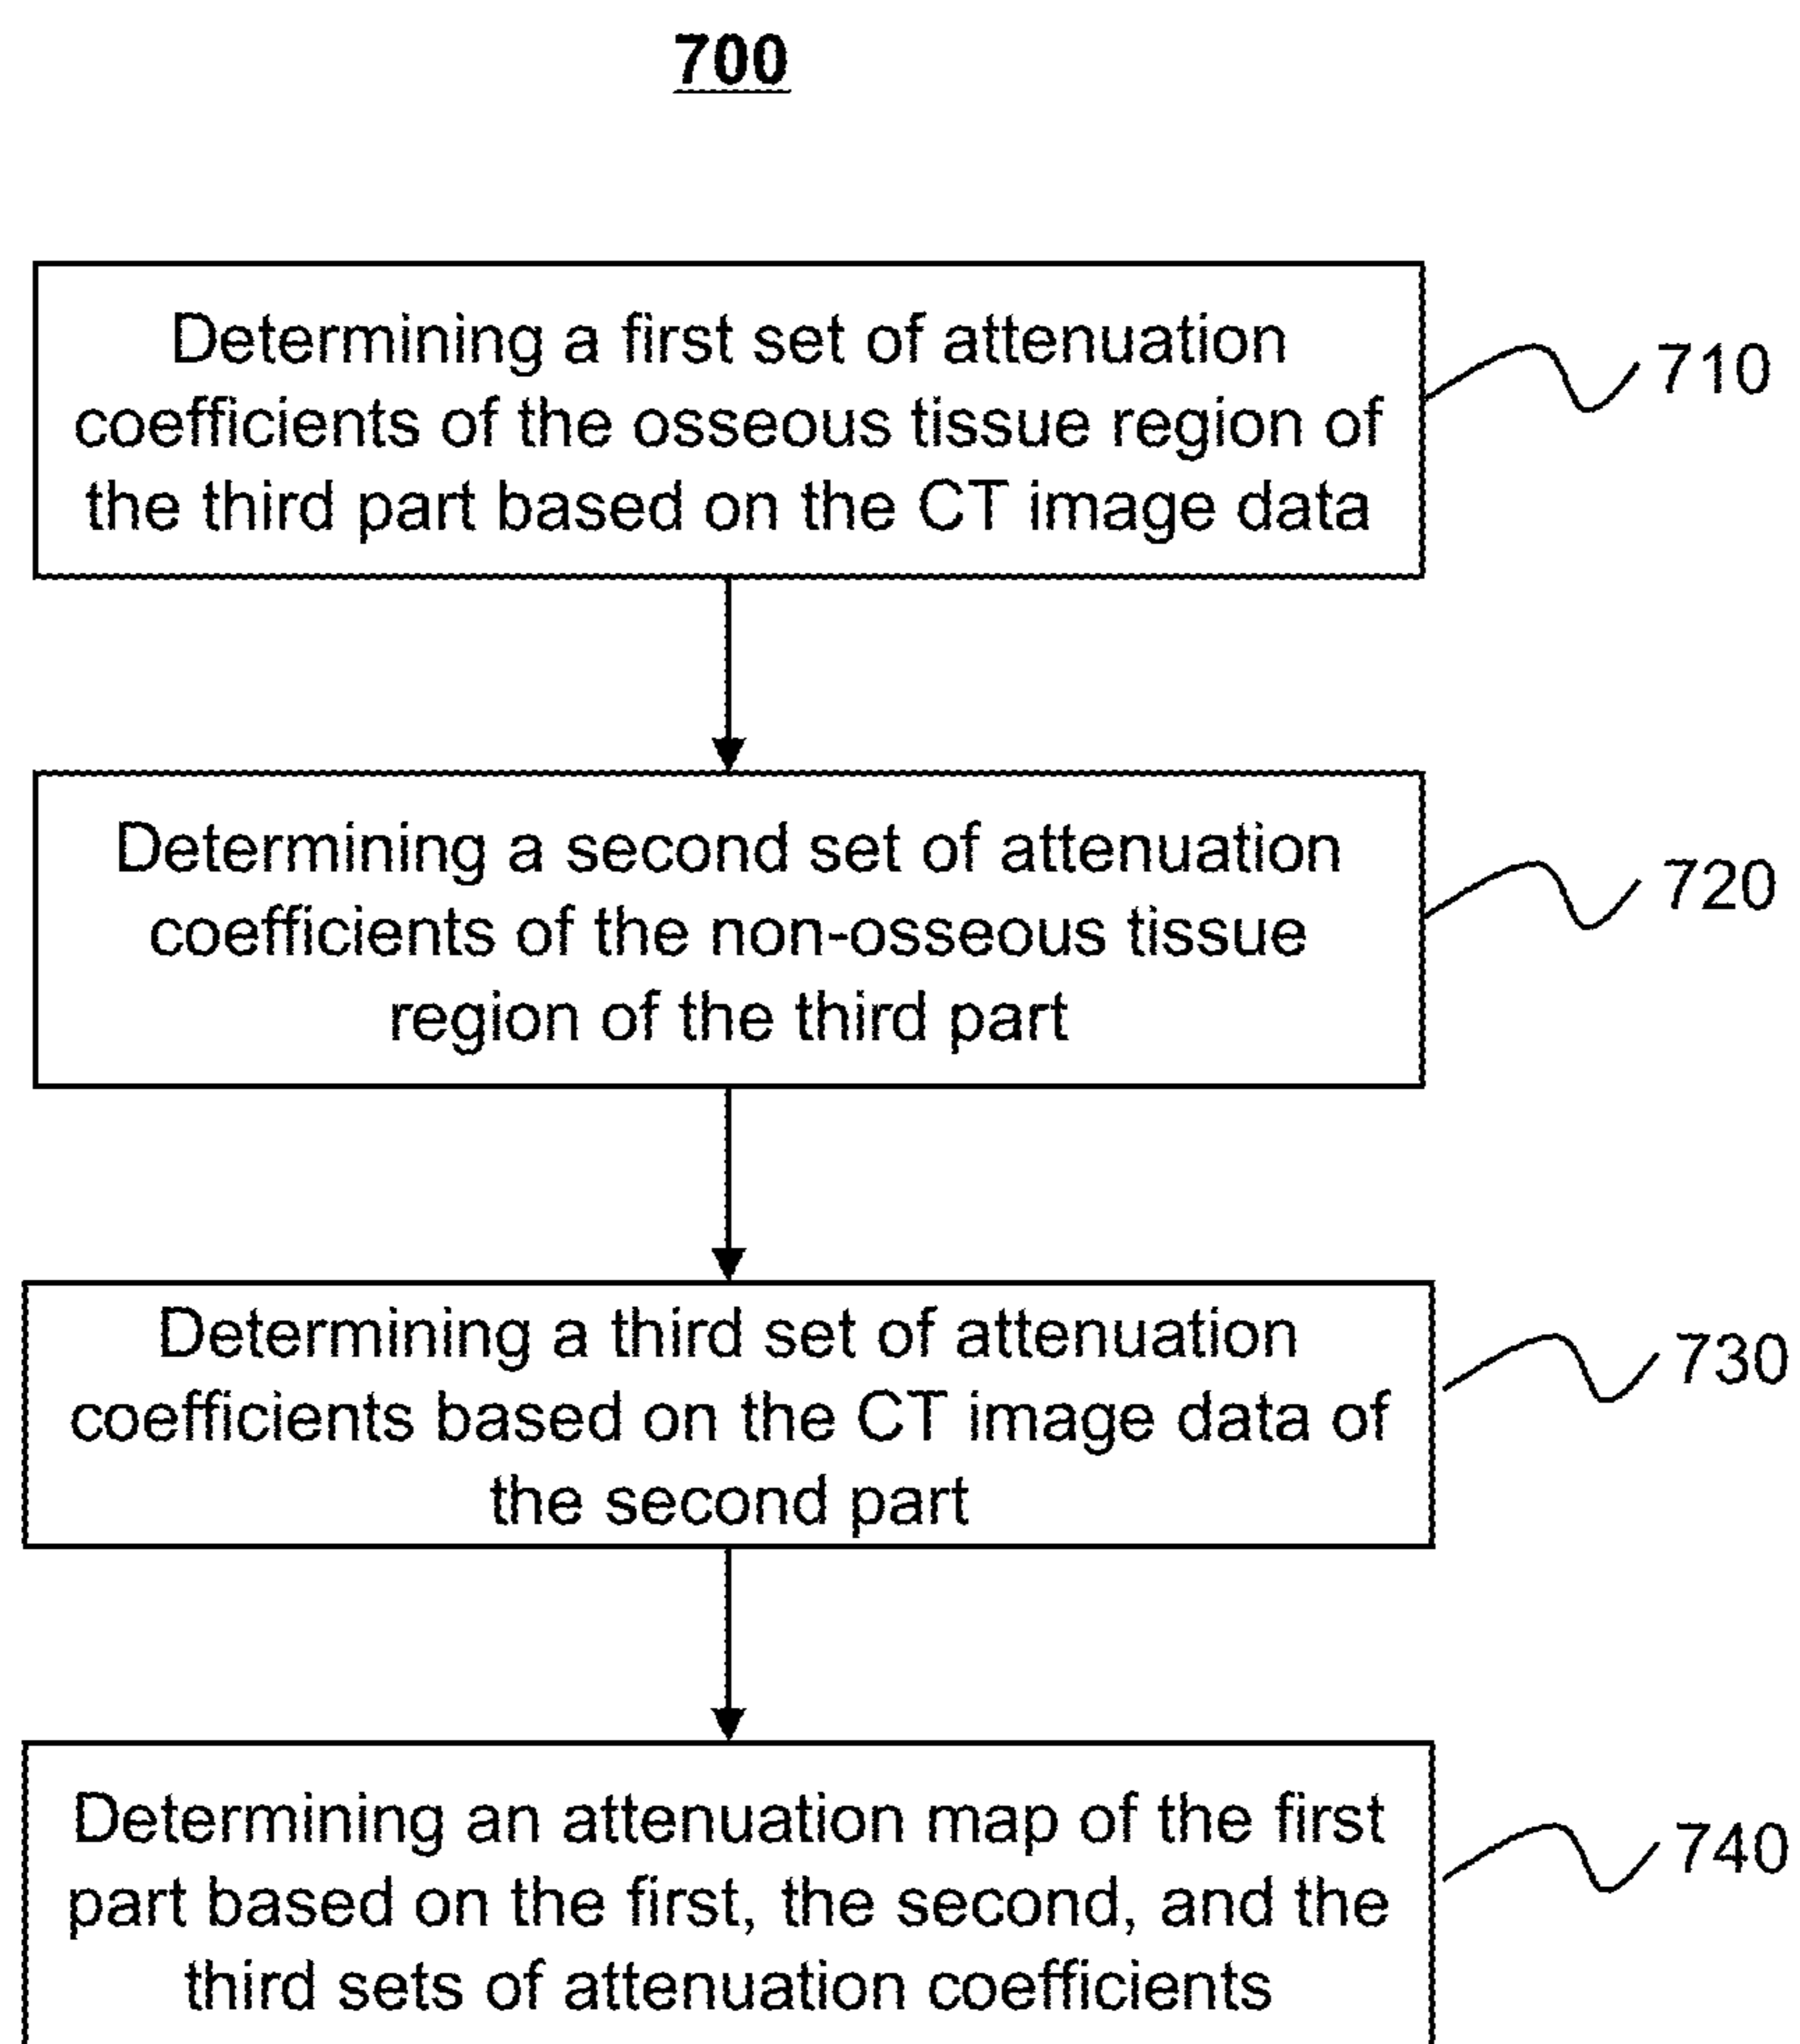 700
Determining a first set of attenuation
coefficients of the osseous tissue region of
the third part based on the CT image data
710
Determining a second set of attenuation
coefficients of the non-osseous tissue
region of the third part
720
Determining a third set of attenuation
coefficients based on the CT image data of
the second part
730
Determining an attenuation map of the first
part based on the first, the second, and the
third sets of attenuation coefficients
740